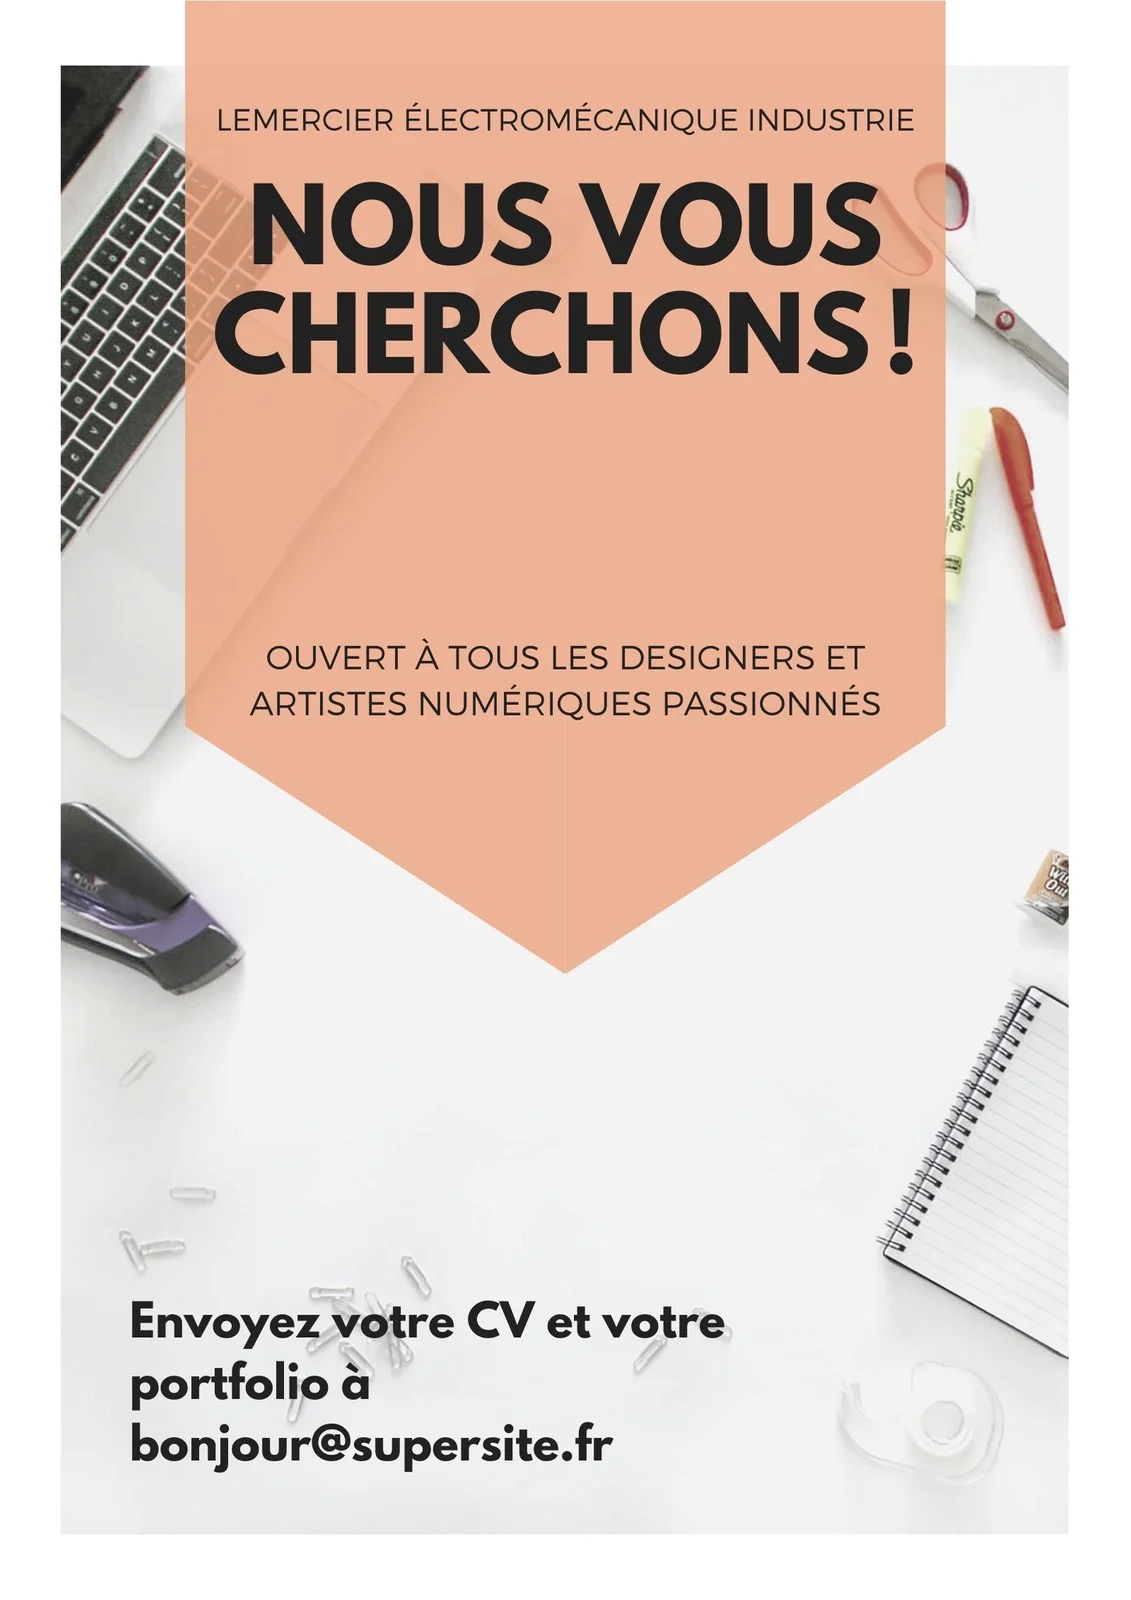 LEMERCIER ÉLECTROMÉCANIQUE INDUSTRIE
NOUS VOUS
CHERCHONS !
Sharpie
OUVERT À TOUS LES DESIGNERS ET
ARTISTES NUMÉRIQUES PASSIONNÉS
Envoyez votre CV et votre
portfolio à
bonjour@supersite.fr